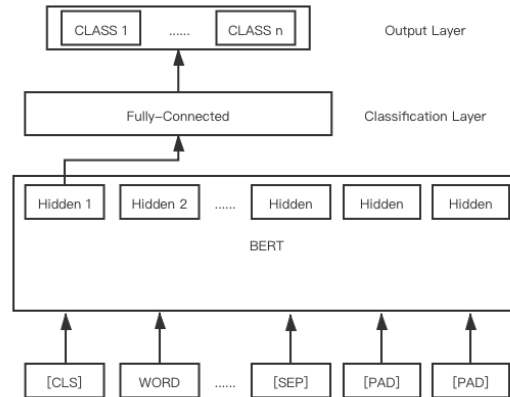 CLASS 1 ...... CLASS n Output Layer
Fully-Connected Classification Layer
Hidden 1 Hidden 2 ...... Hidden Hidden Hidden
BERT
[CLS] WORD ...... [SEP] [PAD] [PAD]